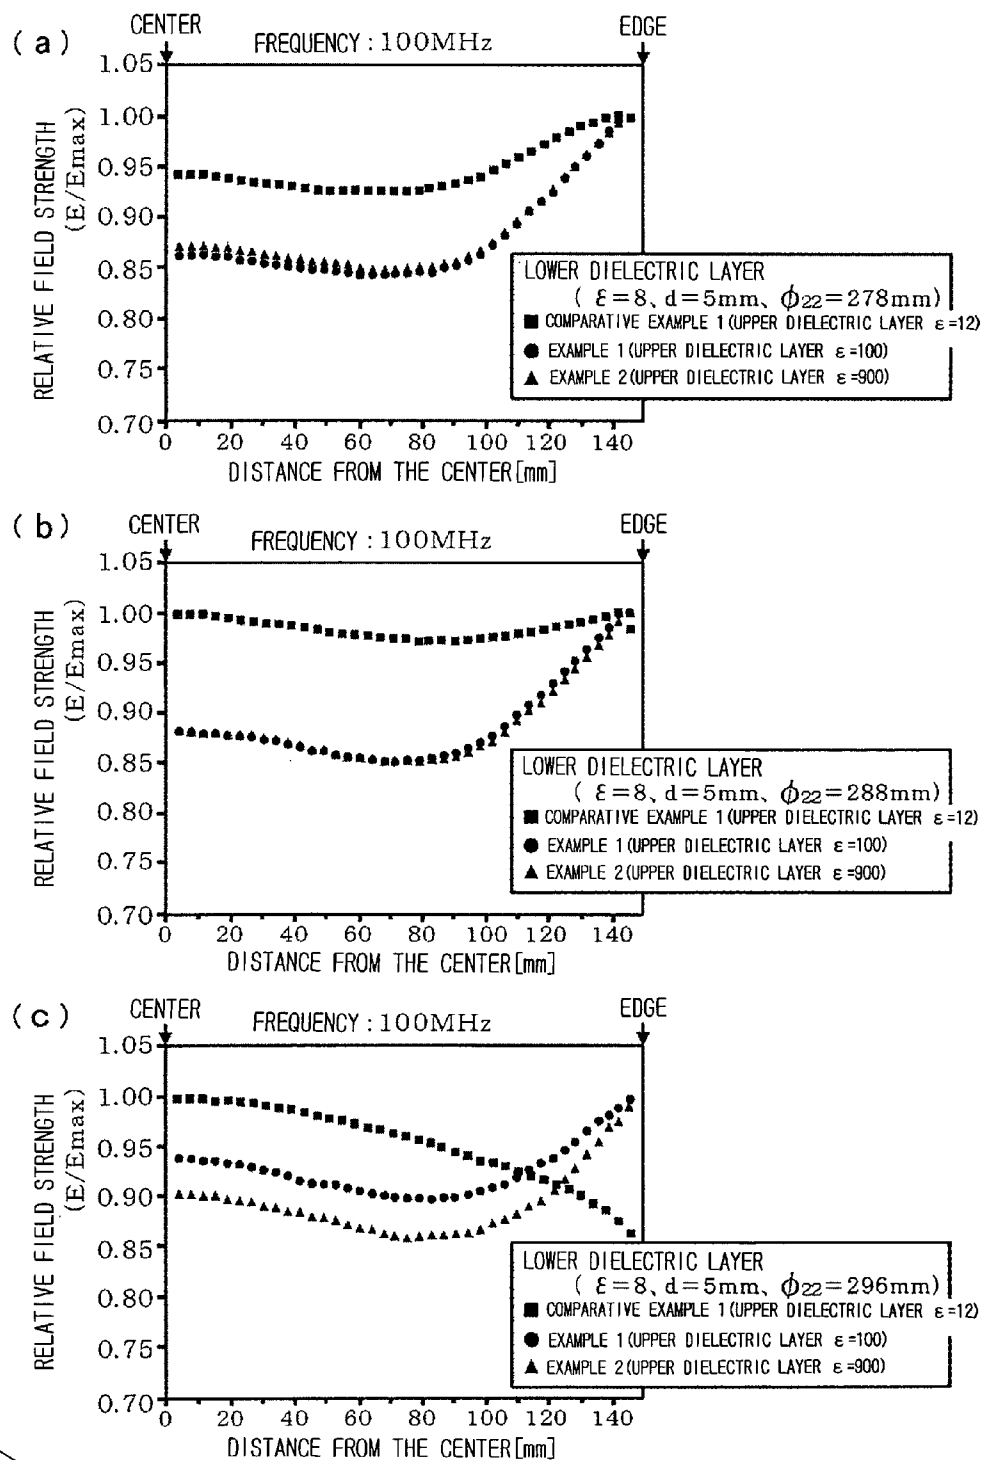 (a)
CENTER
EDGE
FREQUENCY : 100MHz
RELATIVE FIELD STRENGTH
(E/Emax)
1.05
1.00
0.95
0.90
0.85
0.80
0.75
0.70
0 20 40 60 80 100 120 140
DISTANCE FROM THE CENTER[mm]
LOWER DIELECTRIC LAYER
( ε=8、d=5mm、ϕ22=278mm)
■ COMPARATIVE EXAMPLE 1(UPPER DIELECTRIC LAYER ε=12)
● EXAMPLE 1(UPPER DIELECTRIC LAYER ε=100)
▲ EXAMPLE 2(UPPER DIELECTRIC LAYER ε=900)
(b)
CENTER
EDGE
FREQUENCY : 100MHz
RELATIVE FIELD STRENGTH
(E/Emax)
1.05
1.00
0.95
0.90
0.85
0.80
0.75
0.70
0 20 40 60 80 100 120 140
DISTANCE FROM THE CENTER[mm]
LOWER DIELECTRIC LAYER
( ε=8、d=5mm、ϕ22=288mm)
■ COMPARATIVE EXAMPLE 1(UPPER DIELECTRIC LAYER ε=12)
● EXAMPLE 1(UPPER DIELECTRIC LAYER ε=100)
▲ EXAMPLE 2(UPPER DIELECTRIC LAYER ε=900)
(c)
CENTER
EDGE
FREQUENCY : 100MHz
RELATIVE FIELD STRENGTH
(E/Emax)
1.05
1.00
0.95
0.90
0.85
0.80
0.75
0.70
0 20 40 60 80 100 120 140
DISTANCE FROM THE CENTER[mm]
LOWER DIELECTRIC LAYER
( ε=8、d=5mm、ϕ22=296mm)
■ COMPARATIVE EXAMPLE 1(UPPER DIELECTRIC LAYER ε=12)
● EXAMPLE 1(UPPER DIELECTRIC LAYER ε=100)
▲ EXAMPLE 2(UPPER DIELECTRIC LAYER ε=900)